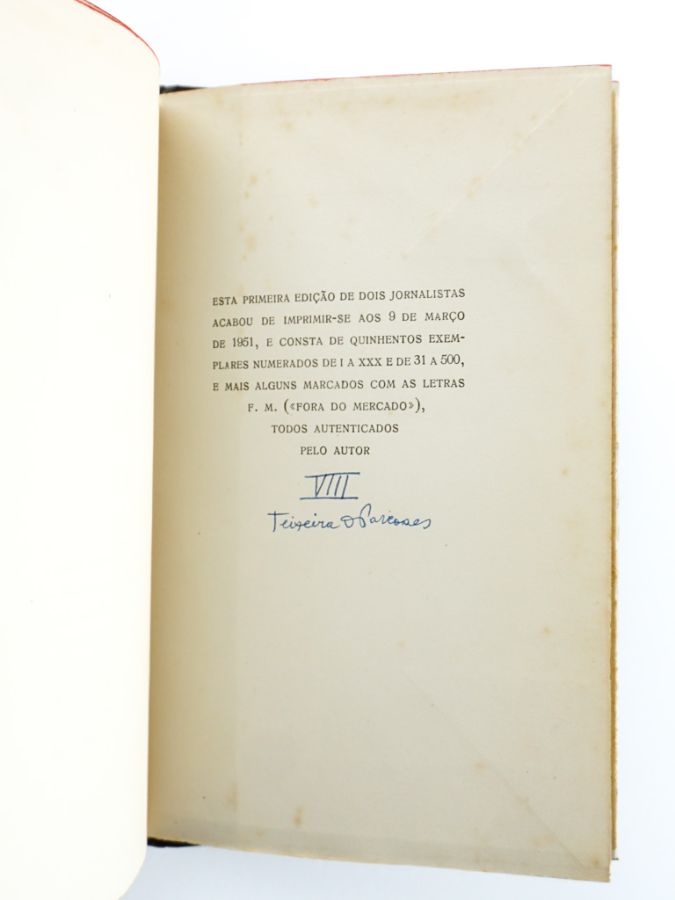 ESTA PRIMEIRA EDIÇÃO DE DOIS JORNALISTAS
ACABOU DE IMPRIMIR-SE AOS 9 DE MARÇO
DE 1951, E CONSTA DE QUINHENTOS EXEM-
PLARES NUMERADOS DE I A XXX E DE 31 A 500,
E MAIS ALGUNS MARCADOS COM AS LETRAS
F. M. («FORA DO MERCADO»),
TODOS AUTENTICADOS
PELO AUTOR
VIII
Teixeira